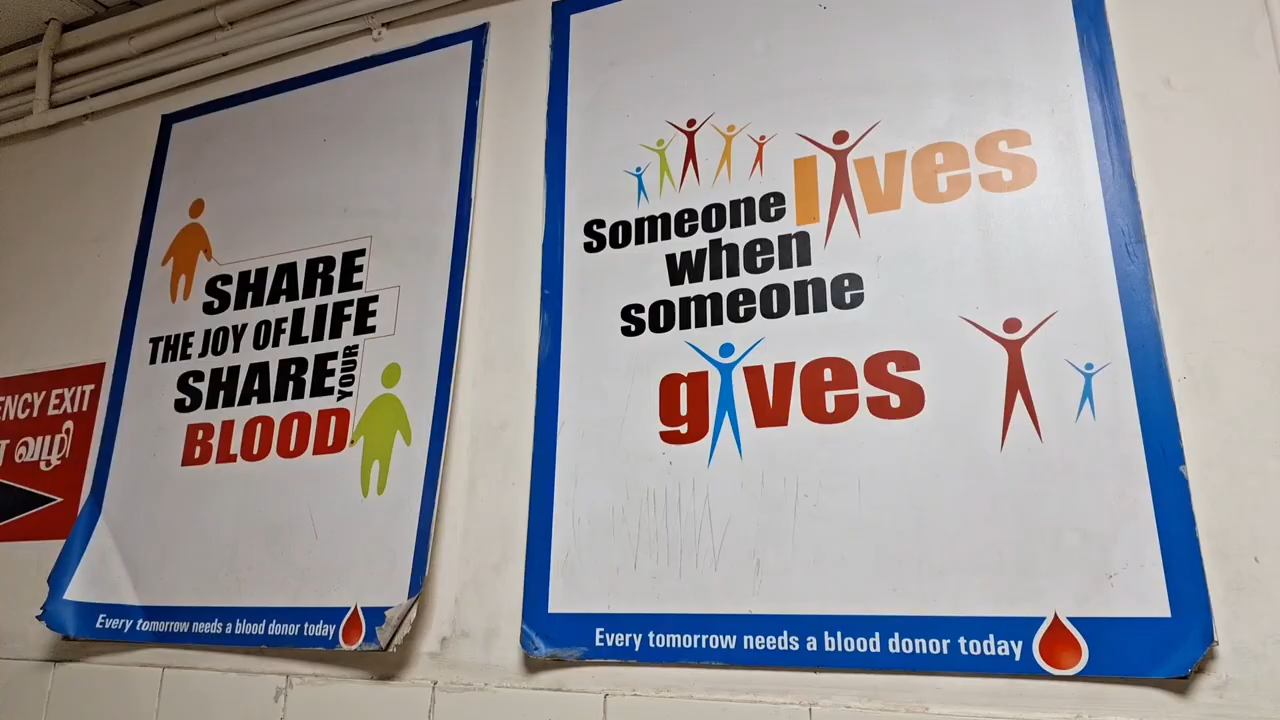 ENCY EXIT
வழி
SHARE
THE JOY OF LIFE
SHARE YOUR
BLOOD
Every tomorrow needs a blood donor today
Someone lives
when
someone
gives
Every tomorrow needs a blood donor today